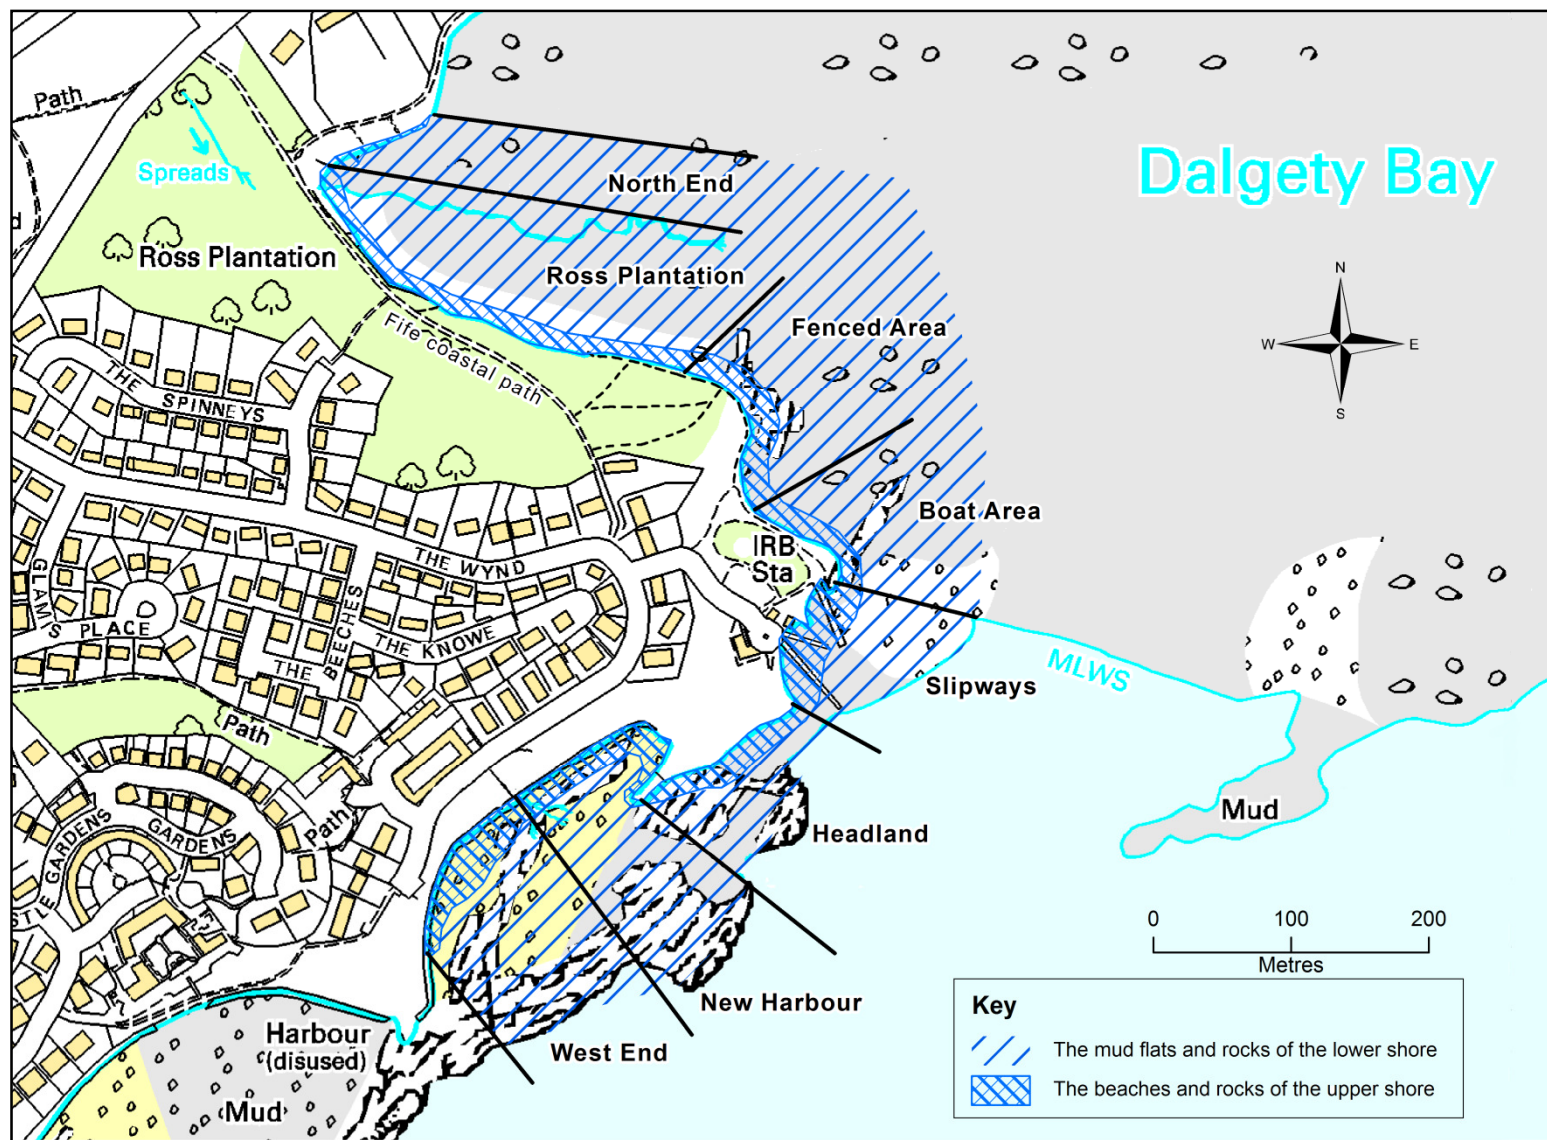 Path
Spreads
Dalgety Bay
North End
Ross Plantation
Ross Plantation
Fenced Area
Fife coastal path
N
W
E
S
THE
SPINNEYS
Boat Area
IRB
Sta
THE WYND
GLAMIS PLACE
THE BEECHES
THE KNOWE
MLWS
Slipways
Path
Mud
Path
GARDENS
GARDENS
Headland
0 100 200
Metres
New Harbour
West End
Harbour
(disused)
Mud
Key
The mud flats and rocks of the lower shore
The beaches and rocks of the upper shore